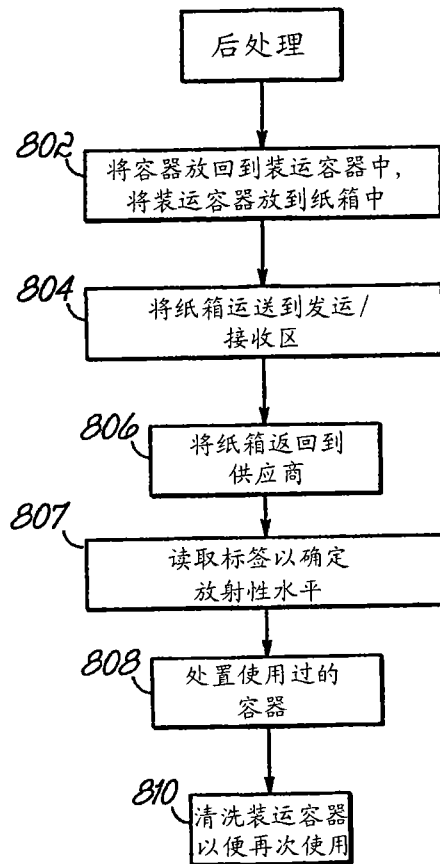 后处理
802
将容器放回到装运容器中，
将装运容器放到纸箱中
804
将纸箱运送到发运/
接收区
806
将纸箱返回到
供应商
807
读取标签以确定
放射性水平
808
处置使用过的
容器
810
清洗装运容器
以便再次使用